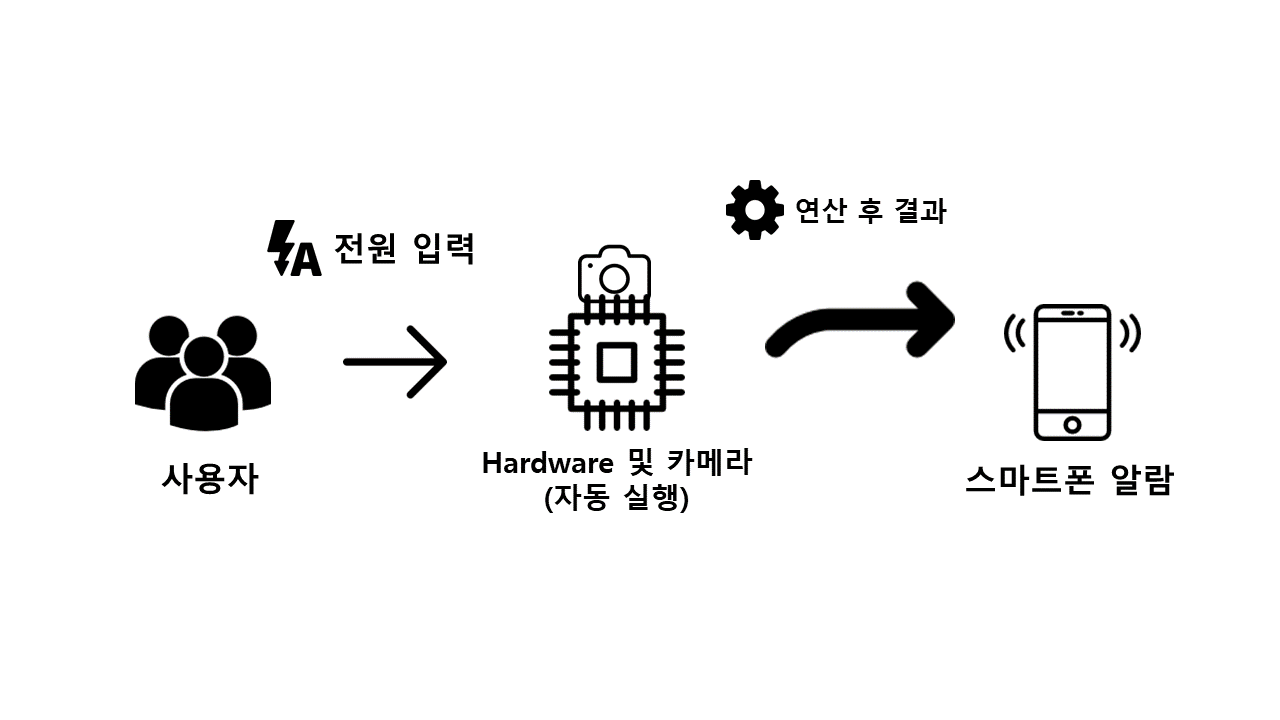 전원 입력
연산 후 결과
사용자
Hardware 및 카메라
(자동 실행)
스마트폰 알람